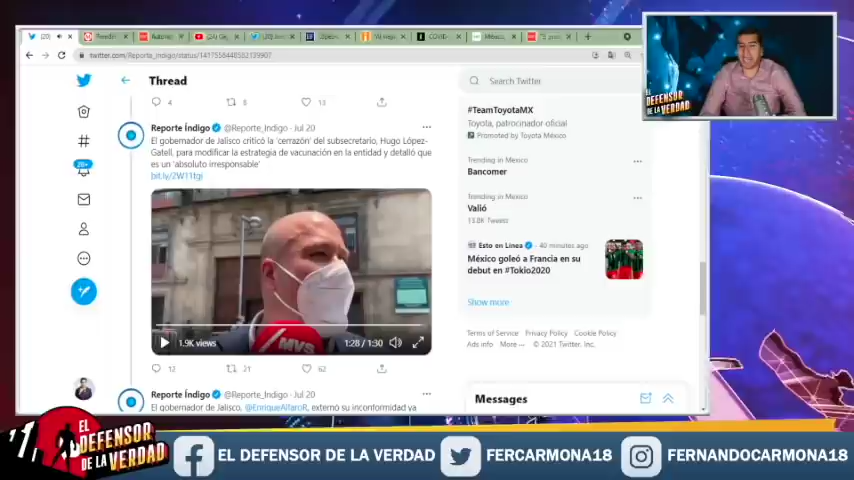 (20)
twitter.com/Reporte_Indigo/status/1417558448582139907
Thread
Search Twitter
4
8
13
#TeamToyotaMX
Toyota, patrocinador oficial
Promoted by Toyota México
Reporte Índigo @Reporte_Indigo · Jul 20
El gobernador de Jalisco criticó la 'cerrazón' del subsecretario, Hugo López-
Gatell, para modificar la estrategia de vacunación en la entidad y detalló que
es un 'absoluto irresponsable'
bit.ly/2W11tgj
Trending in Mexico
Bancomer
Trending in Mexico
Valió
13.8K Tweets
Esto en Línea · 40 minutes ago
México goleó a Francia en su
debut en #Tokio2020
Show more
20+
MVS
1.9K views
1:28 / 1:30
Terms of Service Privacy Policy Cookie Policy
Ads info More © 2021 Twitter, Inc.
12
21
62
Reporte Índigo @Reporte_Indigo · Jul 20
El gobernador de Jalisco, @EnriqueAlfaroR, externó su inconformidad ya
Messages
EL
DEFENSOR
DE LA
VERDAD
EL
DEFENSOR
DE LA VERDAD
EL DEFENSOR DE LA VERDAD
FERCARMONA18
FERNANDOCARMONA18